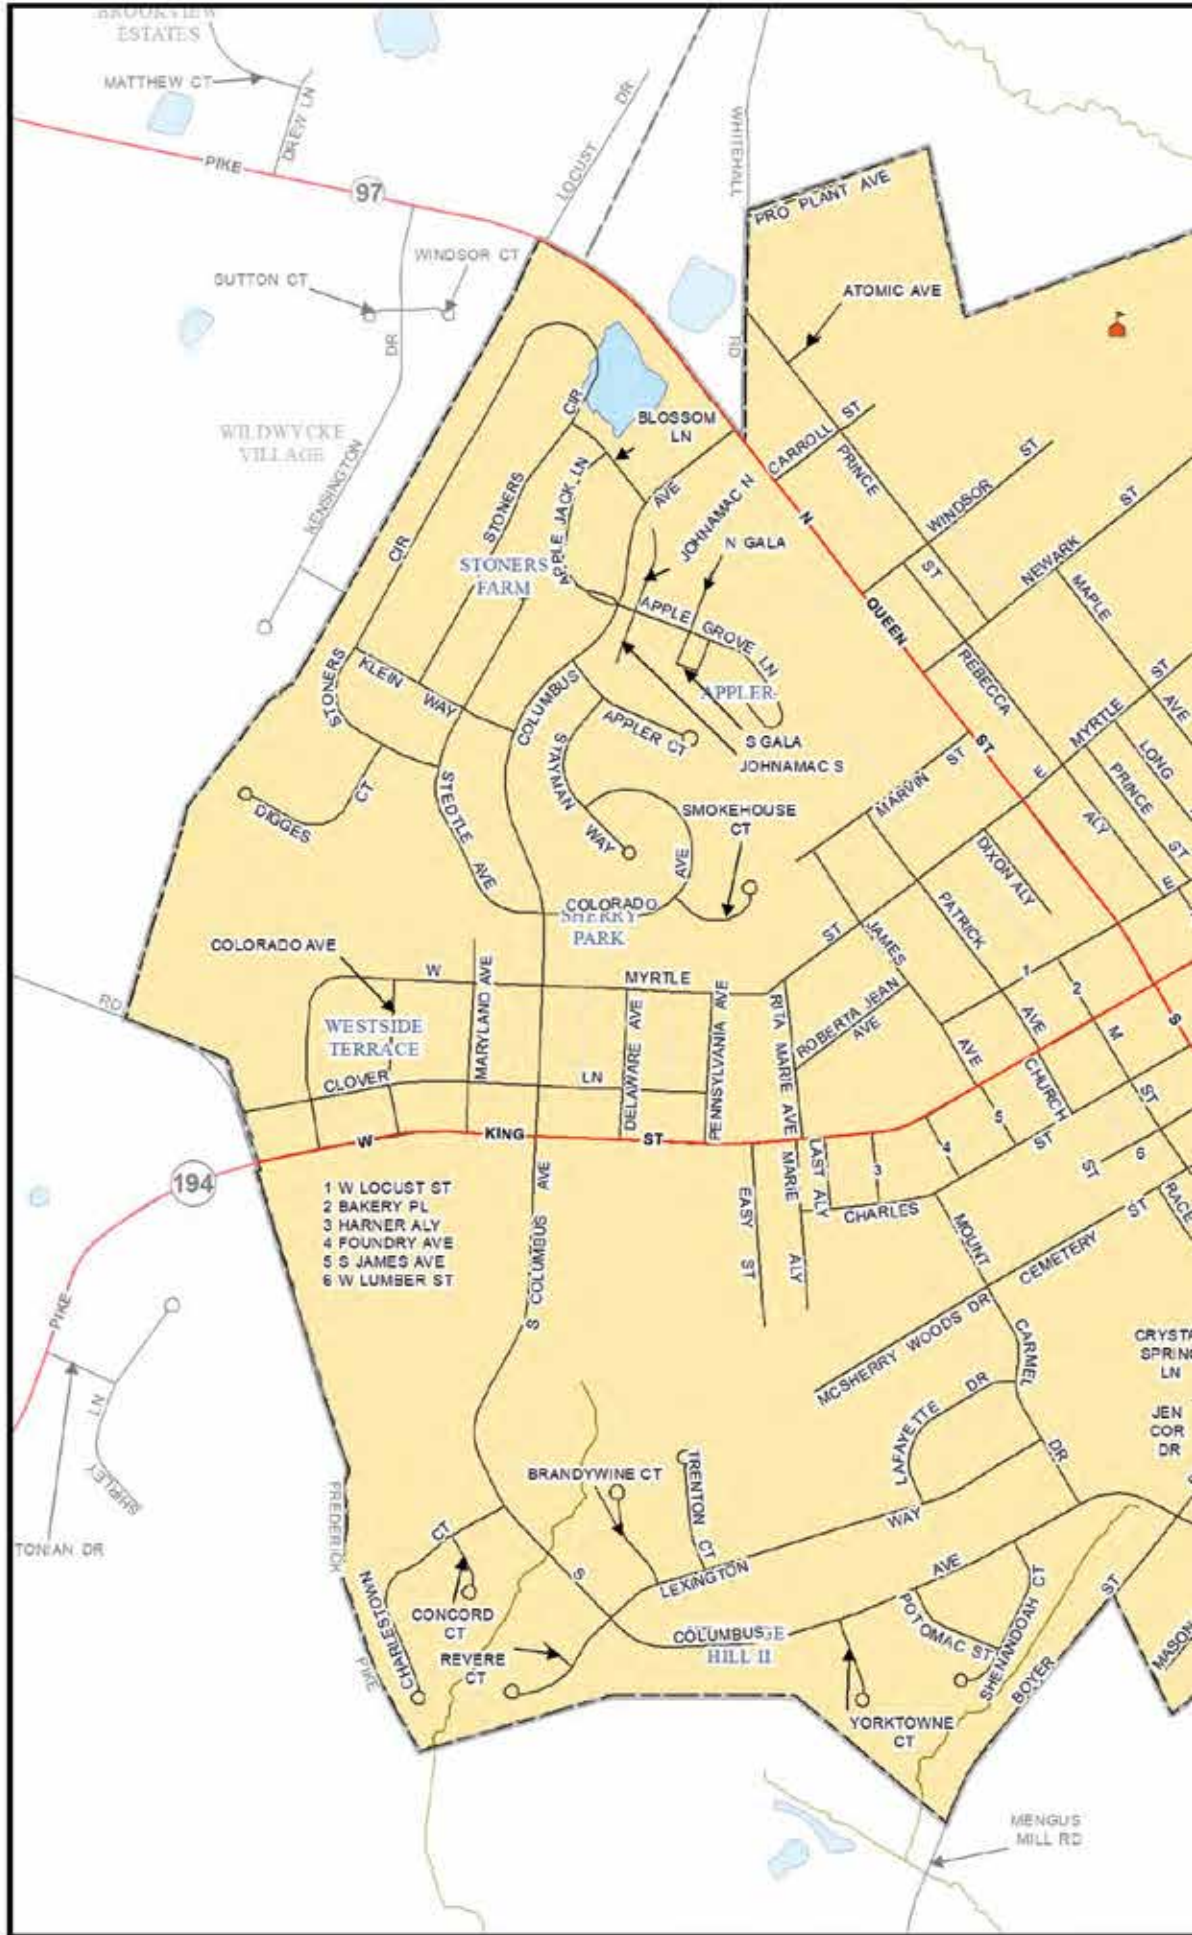 BROOKVIEW
ESTATES
MATTHEW CT
DREW LN
PIKE
97
LOCUST DR
WHITEHALL RD
PRO PLANT AVE
WINDSOR CT
SUTTON CT
ATOMIC AVE
KENSINGTON DR
WILDWYCKE
VILLAGE
BLOSSOM
LN
CARROLL ST
PRINCE ST
WINDSOR ST
NEWARK ST
MAPLE AVE
STONERS CIR
STONERS CIR
APPLE JACK LN
AVE
JOHNAMAC N
N GALA
N QUEEN ST
STONERS
FARM
APPLE GROVE LN
REBECCA ALY
KLEIN WAY
COLUMBUS
APPLER
APPLER CT
S GALA
JOHNAMAC S
STAYMAN WAY
E MYRTLE ST
LONG
MARVIN ST
PRINCE ST
DIGGES CT
STEDTLE AVE
SMOKEHOUSE
CT
DIXON ALY
E
COLORADO AVE
SHERRY
PARK
PATRICK AVE
JAMES AVE
COLORADO AVE
W MYRTLE ST
RD
MARYLAND AVE
DELAWARE AVE
PENNSYLVANIA AVE
RITA MARIE AVE
ROBERTA JEAN
AVE
1
2
M ST
S
WESTSIDE
TERRACE
CLOVER LN
CHURCH ST
W KING ST
LAST ALY
3
4
5
6
ST
194
1 W LOCUST ST
2 BAKERY PL
3 HARNER ALY
4 FOUNDRY AVE
5 S JAMES AVE
6 W LUMBER ST
S COLUMBUS AVE
EASY ST
MARIE ALY
CHARLES
RACE
MOUNT CARMEL DR
CEMETERY ST
MCSHERRY WOODS DR
PIKE
SHIRLEY LN
TONIAN DR
CRYSTA
SPRING
LN
JEN
COR
DR
LAFAYETTE DR
BRANDYWINE CT
TRENTON CT
FREDERICK PIKE
CHARLESTOWN CT
CONCORD
CT
REVERE
CT
S COLUMBUS AVE
LEXINGTON WAY
HILL II
POTOMAC ST
SHENANDOAH CT
BOYER ST
MASON
YORKTOWNE
CT
MENGUS
MILL RD